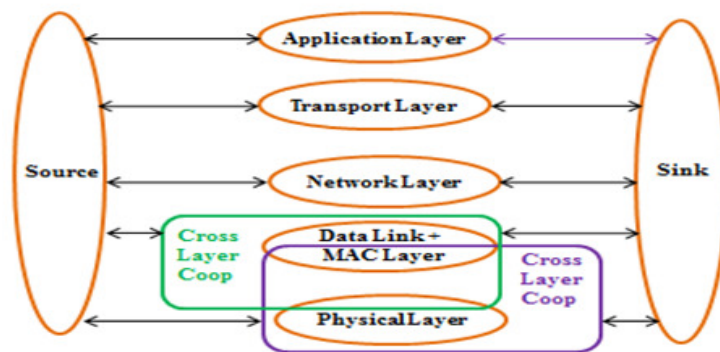 Application Layer
Transport Layer
Source
Sink
Network Layer
Cross
Layer
Coop
Data Link +
MAC Layer
Cross
Layer
Coop
Physical Layer